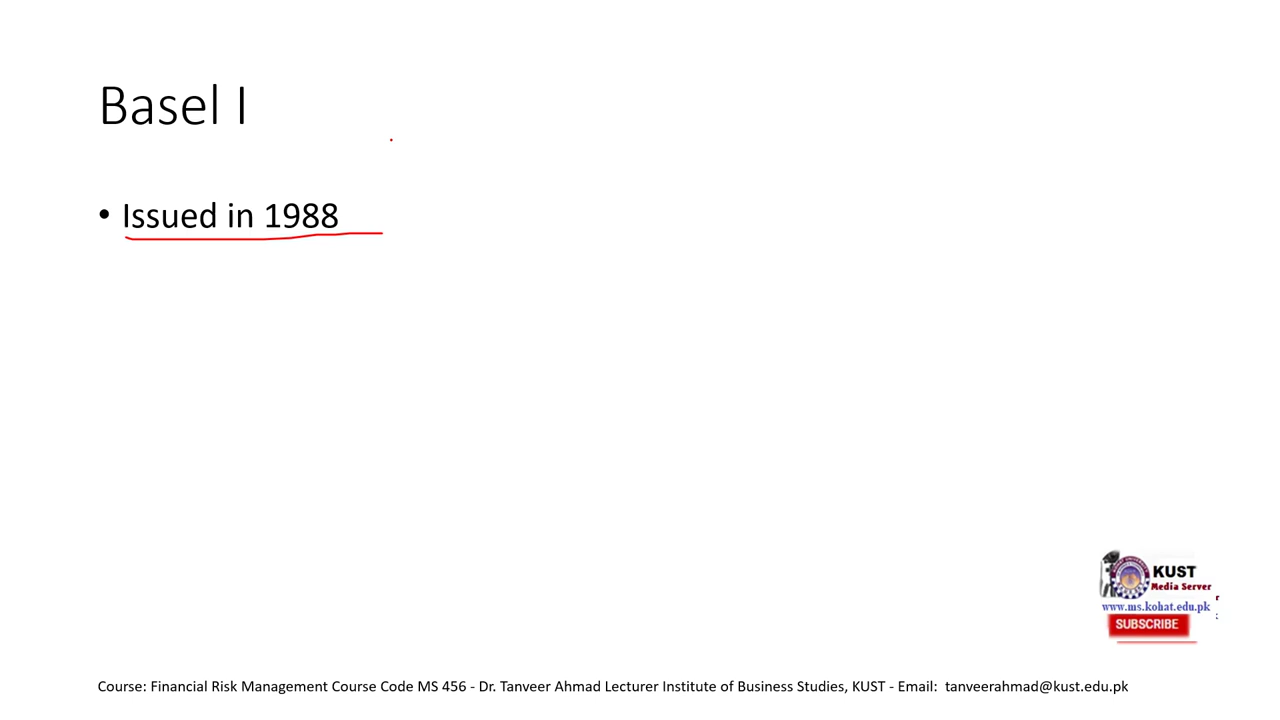 Basel I
• Issued in 1988
KUST
Media Server
www.ms.kohat.edu.pk
SUBSCRIBE
Course: Financial Risk Management Course Code MS 456 - Dr. Tanveer Ahmad Lecturer Institute of Business Studies, KUST - Email: tanveerahmad@kust.edu.pk